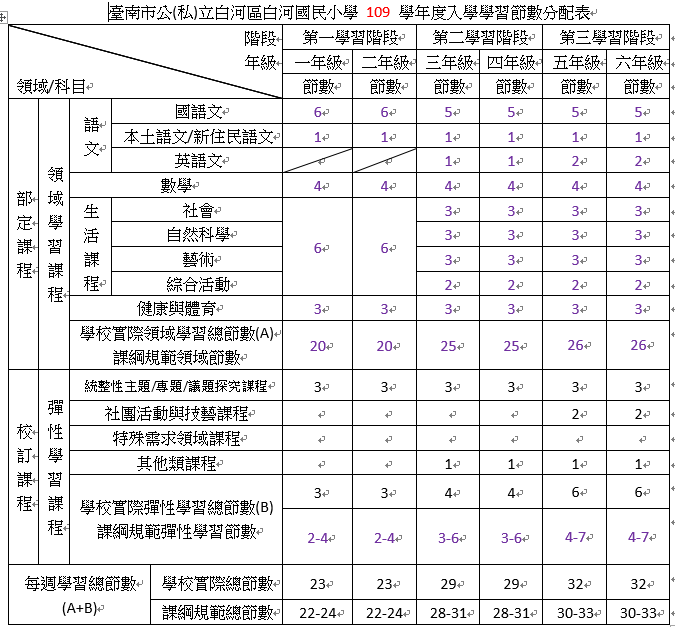 臺南市公(私)立白河區白河國民小學 109 學年度入學學習節數分配表
階段 第一學習階段 第二學習階段 第三學習階段
年級 一年級 二年級 三年級 四年級 五年級 六年級
領域/科目 節數 節數 節數 節數 節數 節數
部定課程 領域學習課程 語文 國語文 6 6 5 5 5 5
本土語文/新住民語文 1 1 1 1 1 1
英語文 1 1 2 2
數學 4 4 4 4 4 4
生活課程 社會 6 6 3 3 3 3
自然科學 3 3 3 3
藝術 3 3 3 3
綜合活動 2 2 2 2
健康與體育 3 3 3 3 3 3
學校實際領域學習總節數(A)
課綱規範領域節數 20 20 25 25 26 26
校訂課程 彈性學習課程 統整性主題/專題/議題探究課程 3 3 3 3 3 3
社團活動與技藝課程 2 2
特殊需求領域課程
其他類課程 1 1 1 1
學校實際彈性學習總節數(B) 3 3 4 4 6 6
課綱規範彈性學習節數 2-4 2-4 3-6 3-6 4-7 4-7
每週學習總節數 學校實際總節數 23 23 29 29 32 32
(A+B) 課綱規範總節數 22-24 22-24 28-31 28-31 30-33 30-33